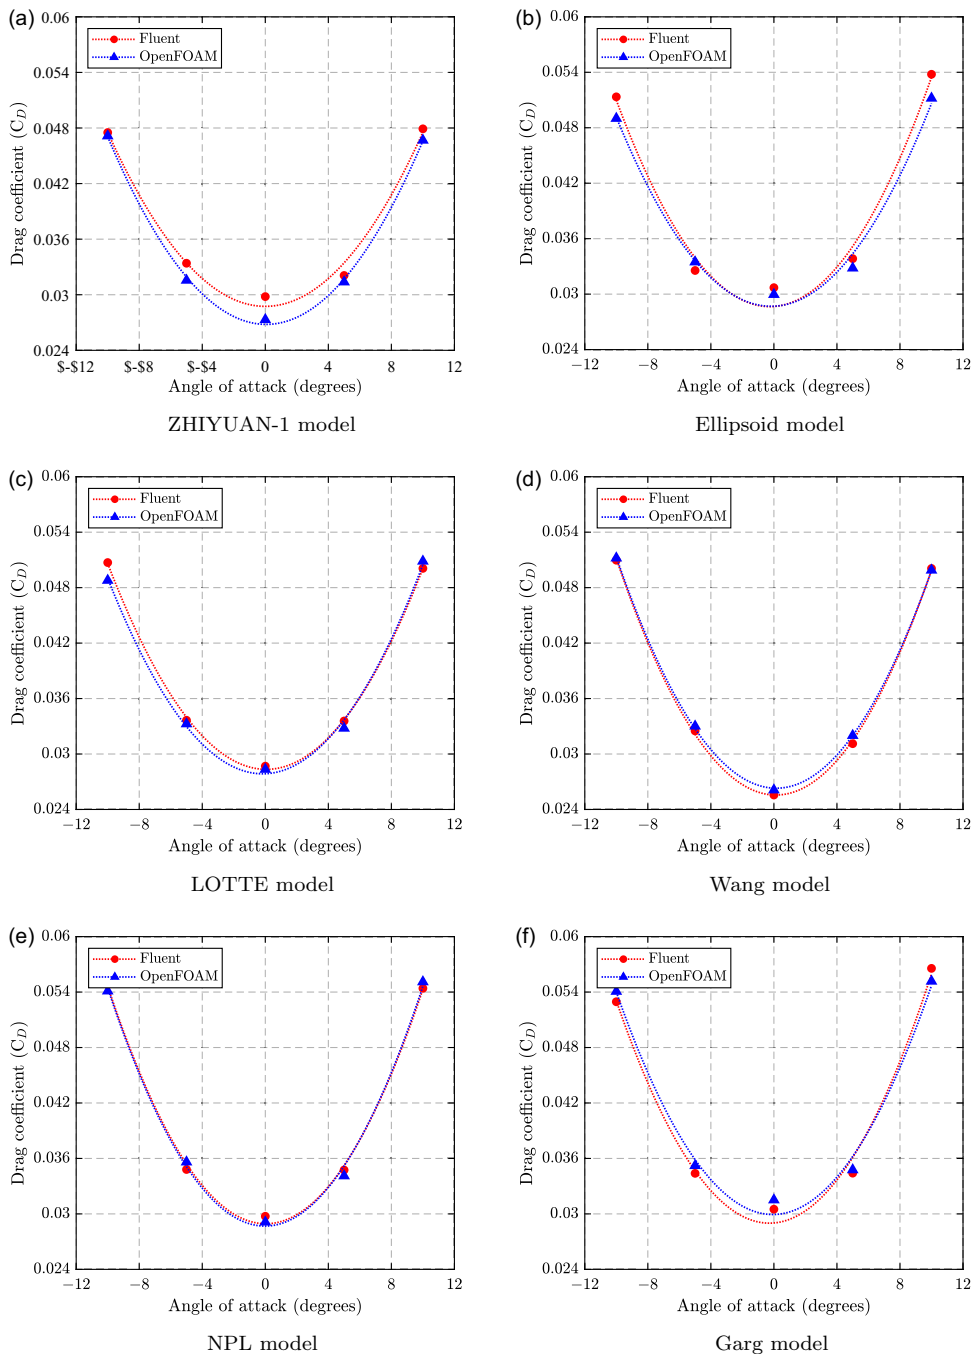 (a)
0.06
0.054
0.048
0.042
0.036
0.03
0.024
Drag coefficient (C_D)
Fluent
OpenFOAM
$-$12 $-$8 $-$4 0 4 8 12
Angle of attack (degrees)
ZHIYUAN-1 model
(b)
0.06
0.054
0.048
0.042
0.036
0.03
0.024
Drag coefficient (C_D)
Fluent
OpenFOAM
−12 −8 −4 0 4 8 12
Angle of attack (degrees)
Ellipsoid model
(c)
0.06
0.054
0.048
0.042
0.036
0.03
0.024
Drag coefficient (C_D)
Fluent
OpenFOAM
−12 −8 −4 0 4 8 12
Angle of attack (degrees)
LOTTE model
(d)
0.06
0.054
0.048
0.042
0.036
0.03
0.024
Drag coefficient (C_D)
Fluent
OpenFOAM
−12 −8 −4 0 4 8 12
Angle of attack (degrees)
Wang model
(e)
0.06
0.054
0.048
0.042
0.036
0.03
0.024
Drag coefficient (C_D)
Fluent
OpenFOAM
−12 −8 −4 0 4 8 12
Angle of attack (degrees)
NPL model
(f)
0.06
0.054
0.048
0.042
0.036
0.03
0.024
Drag coefficient (C_D)
Fluent
OpenFOAM
−12 −8 −4 0 4 8 12
Angle of attack (degrees)
Garg model